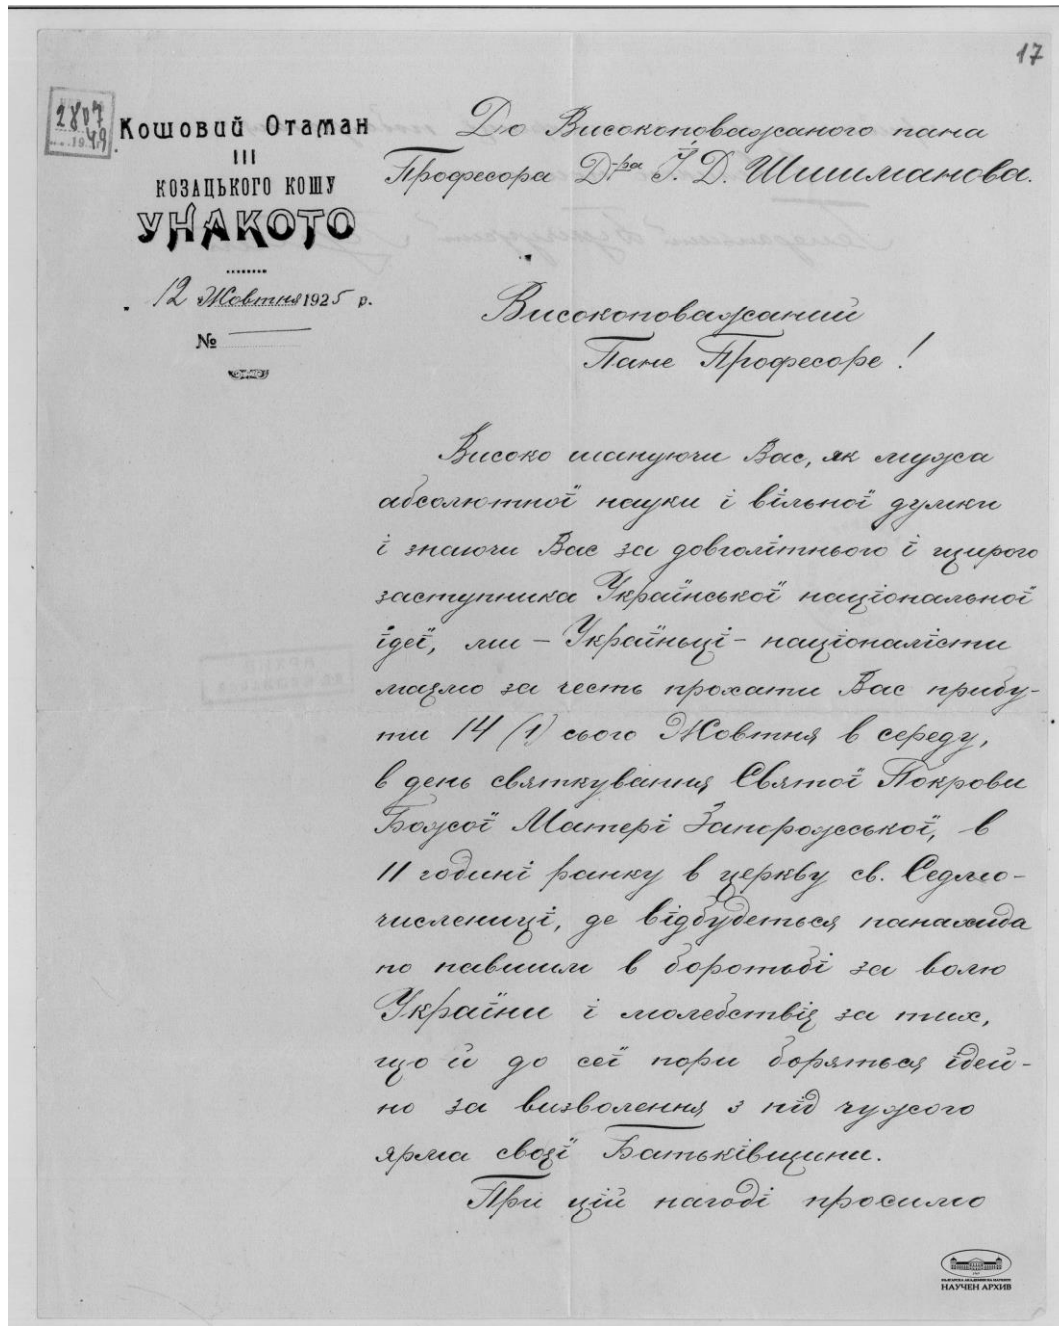 17
2807
49
Кошовий Отаман
III
КОЗАЦЬКОГО КОШУ
УНАКОТО
12 Жовтня 1925 р.
№
До Високоповажаного пана
Професора Д-ра І. Д. Шишманова.
Високоповажаний
Пане Професоре!
Високо шануючи Вас, як мужа
абсолютної науки і вільної думки
і знаючи Вас за довголітнього і щирого
заступника Української національної
ідеї, ми – Українці – націоналісти
маємо за честь прохати Вас прибу-
ти 14 (1) сього Жовтня в середу,
в день святкування Святої Покрови
Божої Матері Запорожської, в
11 годині ранку в церкву св. Седмо-
числениці, де відбудеться панахида
по павшим в боротьбі за волю
України і молебствіє за тих,
що й до сеї пори боряться ідей-
но за визволення з під чужого
ярма своєї Батьківщини.
При цій нагоді просимо
НАУЧЕН АРХИВ